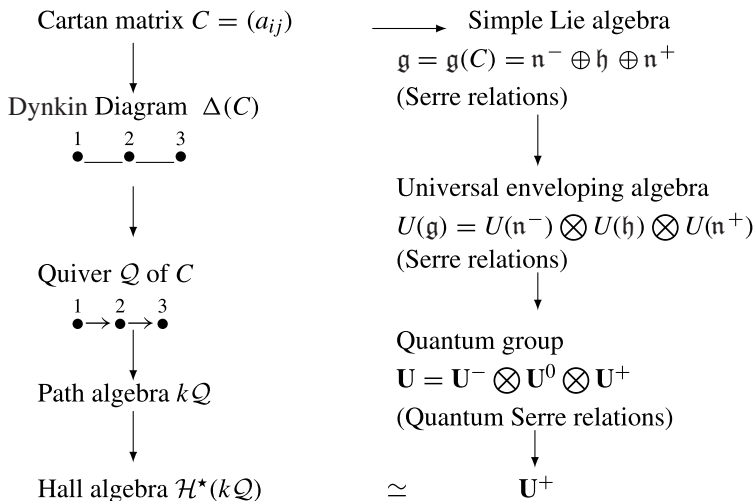 Cartan matrix C = (a_{ij})
Dynkin Diagram Δ(C)
1 2 3
Quiver 𝒬 of C
1 2 3
Path algebra k𝒬
Hall algebra ℋ^⋆(k𝒬) ≃ 𝐔⁺
Simple Lie algebra
𝔤 = 𝔤(C) = 𝔫⁻ ⊕ 𝔥 ⊕ 𝔫⁺
(Serre relations)
Universal enveloping algebra
U(𝔤) = U(𝔫⁻) ⨂ U(𝔥) ⨂ U(𝔫⁺)
(Serre relations)
Quantum group
𝐔 = 𝐔⁻ ⨂ 𝐔⁰ ⨂ 𝐔⁺
(Quantum Serre relations)